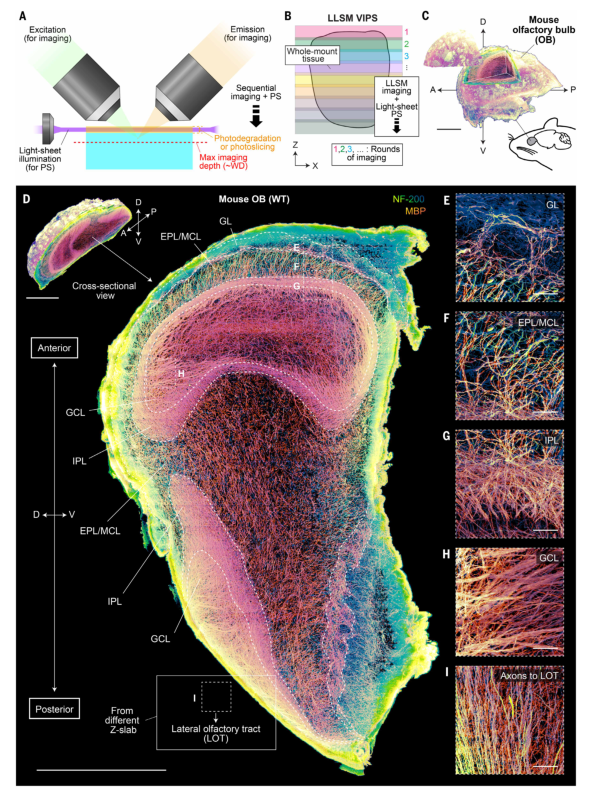 A
Excitation
(for imaging)
Emission
(for imaging)
Sequential
imaging + PS
Photodegradation
or photoslicing
Light-sheet
illumination
(for PS)
Max imaging
depth (~WD)
B
LLSM VIPS
Whole-mount
tissue
1
2
3
⋮
LLSM
imaging
+
Light-sheet
PS
Z
X
1,2,3, ... : Rounds
of imaging
C
D
Mouse
olfactory bulb
(OB)
A
P
V
D
Mouse OB (WT)
NF-200
MBP
D
P
A
V
Cross-sectional
view
GL
EPL/MCL
E
F
G
H
Anterior
GCL
IPL
D
V
EPL/MCL
IPL
GCL
Posterior
From
different
Z-slab
I
Lateral olfactory tract
(LOT)
E
GL
F
EPL/MCL
G
IPL
H
GCL
I
Axons to LOT